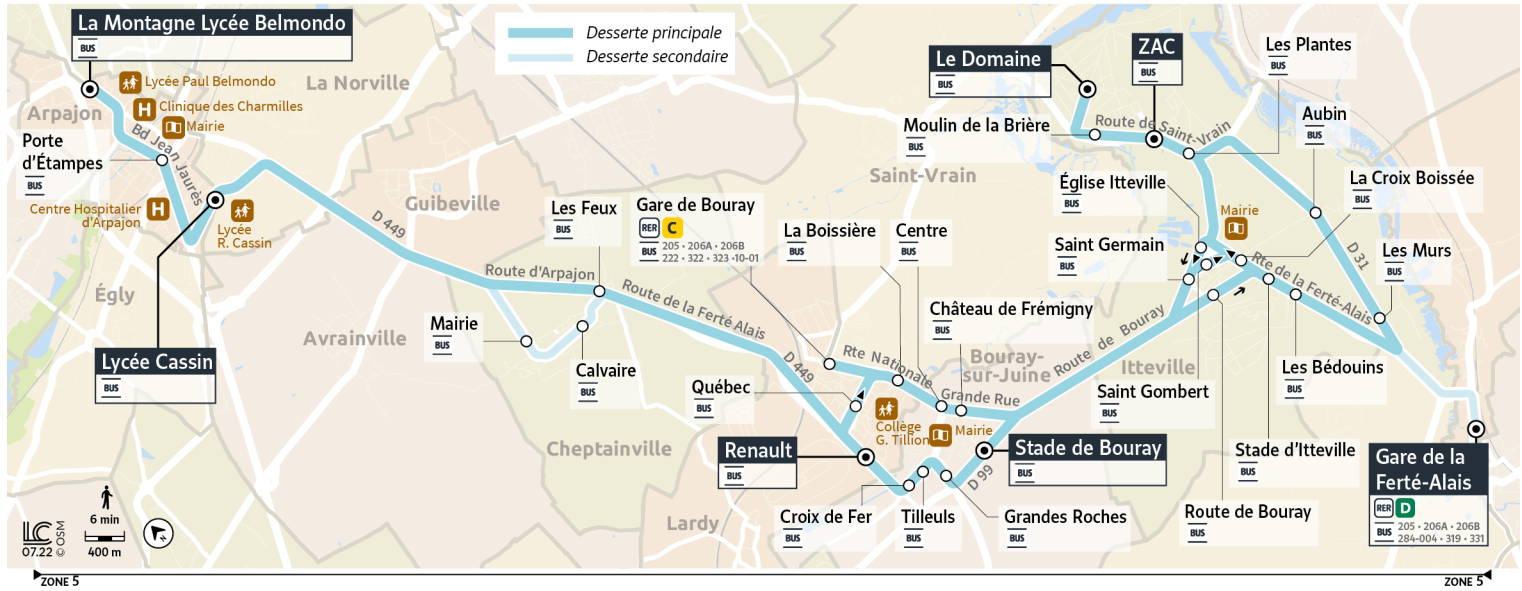 La Montagne Lycée Belmondo
BUS
Desserte principale
Desserte secondaire
Lycée Paul Belmondo
H Clinique des Charmilles
Mairie
Arpajon
La Norville
Bd Jean Jaurès
Porte
d'Étampes
BUS
Centre Hospitalier
d'Arpajon
H
Lycée
R. Cassin
Égly
Lycée Cassin
BUS
D 449
Guibeville
Avrainville
Route d'Arpajon
Les Feux
BUS
Mairie
BUS
Calvaire
BUS
Cheptainville
Gare de Bouray
RER C
BUS 205 • 206A • 206B
222 • 322 • 323 •10-01
Route de la Ferté Alais
D 449
La Boissière
BUS
Centre
BUS
Rte Nationale
Château de Frémigny
BUS
Bouray-
sur-Juine
Grande Rue
Québec
BUS
Collège
G. Tillion
Mairie
Renault
BUS
Stade de Bouray
BUS
D 99
Lardy
Croix de Fer
BUS
Tilleuls
BUS
Grandes Roches
BUS
Le Domaine
BUS
ZAC
BUS
Les Plantes
BUS
Moulin de la Brière
BUS
Route de Saint-Vrain
Aubin
BUS
Saint-Vrain
Église Itteville
BUS
La Croix Boissée
BUS
Mairie
Saint Germain
BUS
D 31
Les Murs
BUS
Rte de la Ferté-Alais
Route de Bouray
Itteville
Saint Gombert
BUS
Les Bédouins
BUS
Stade d'Itteville
BUS
Route de Bouray
BUS
Gare de la
Ferté-Alais
RER D
BUS 205 • 206A • 206B
284-004 • 319 • 331
6 min
400 m
LC
07.22
© OSM
ZONE 5
ZONE 5